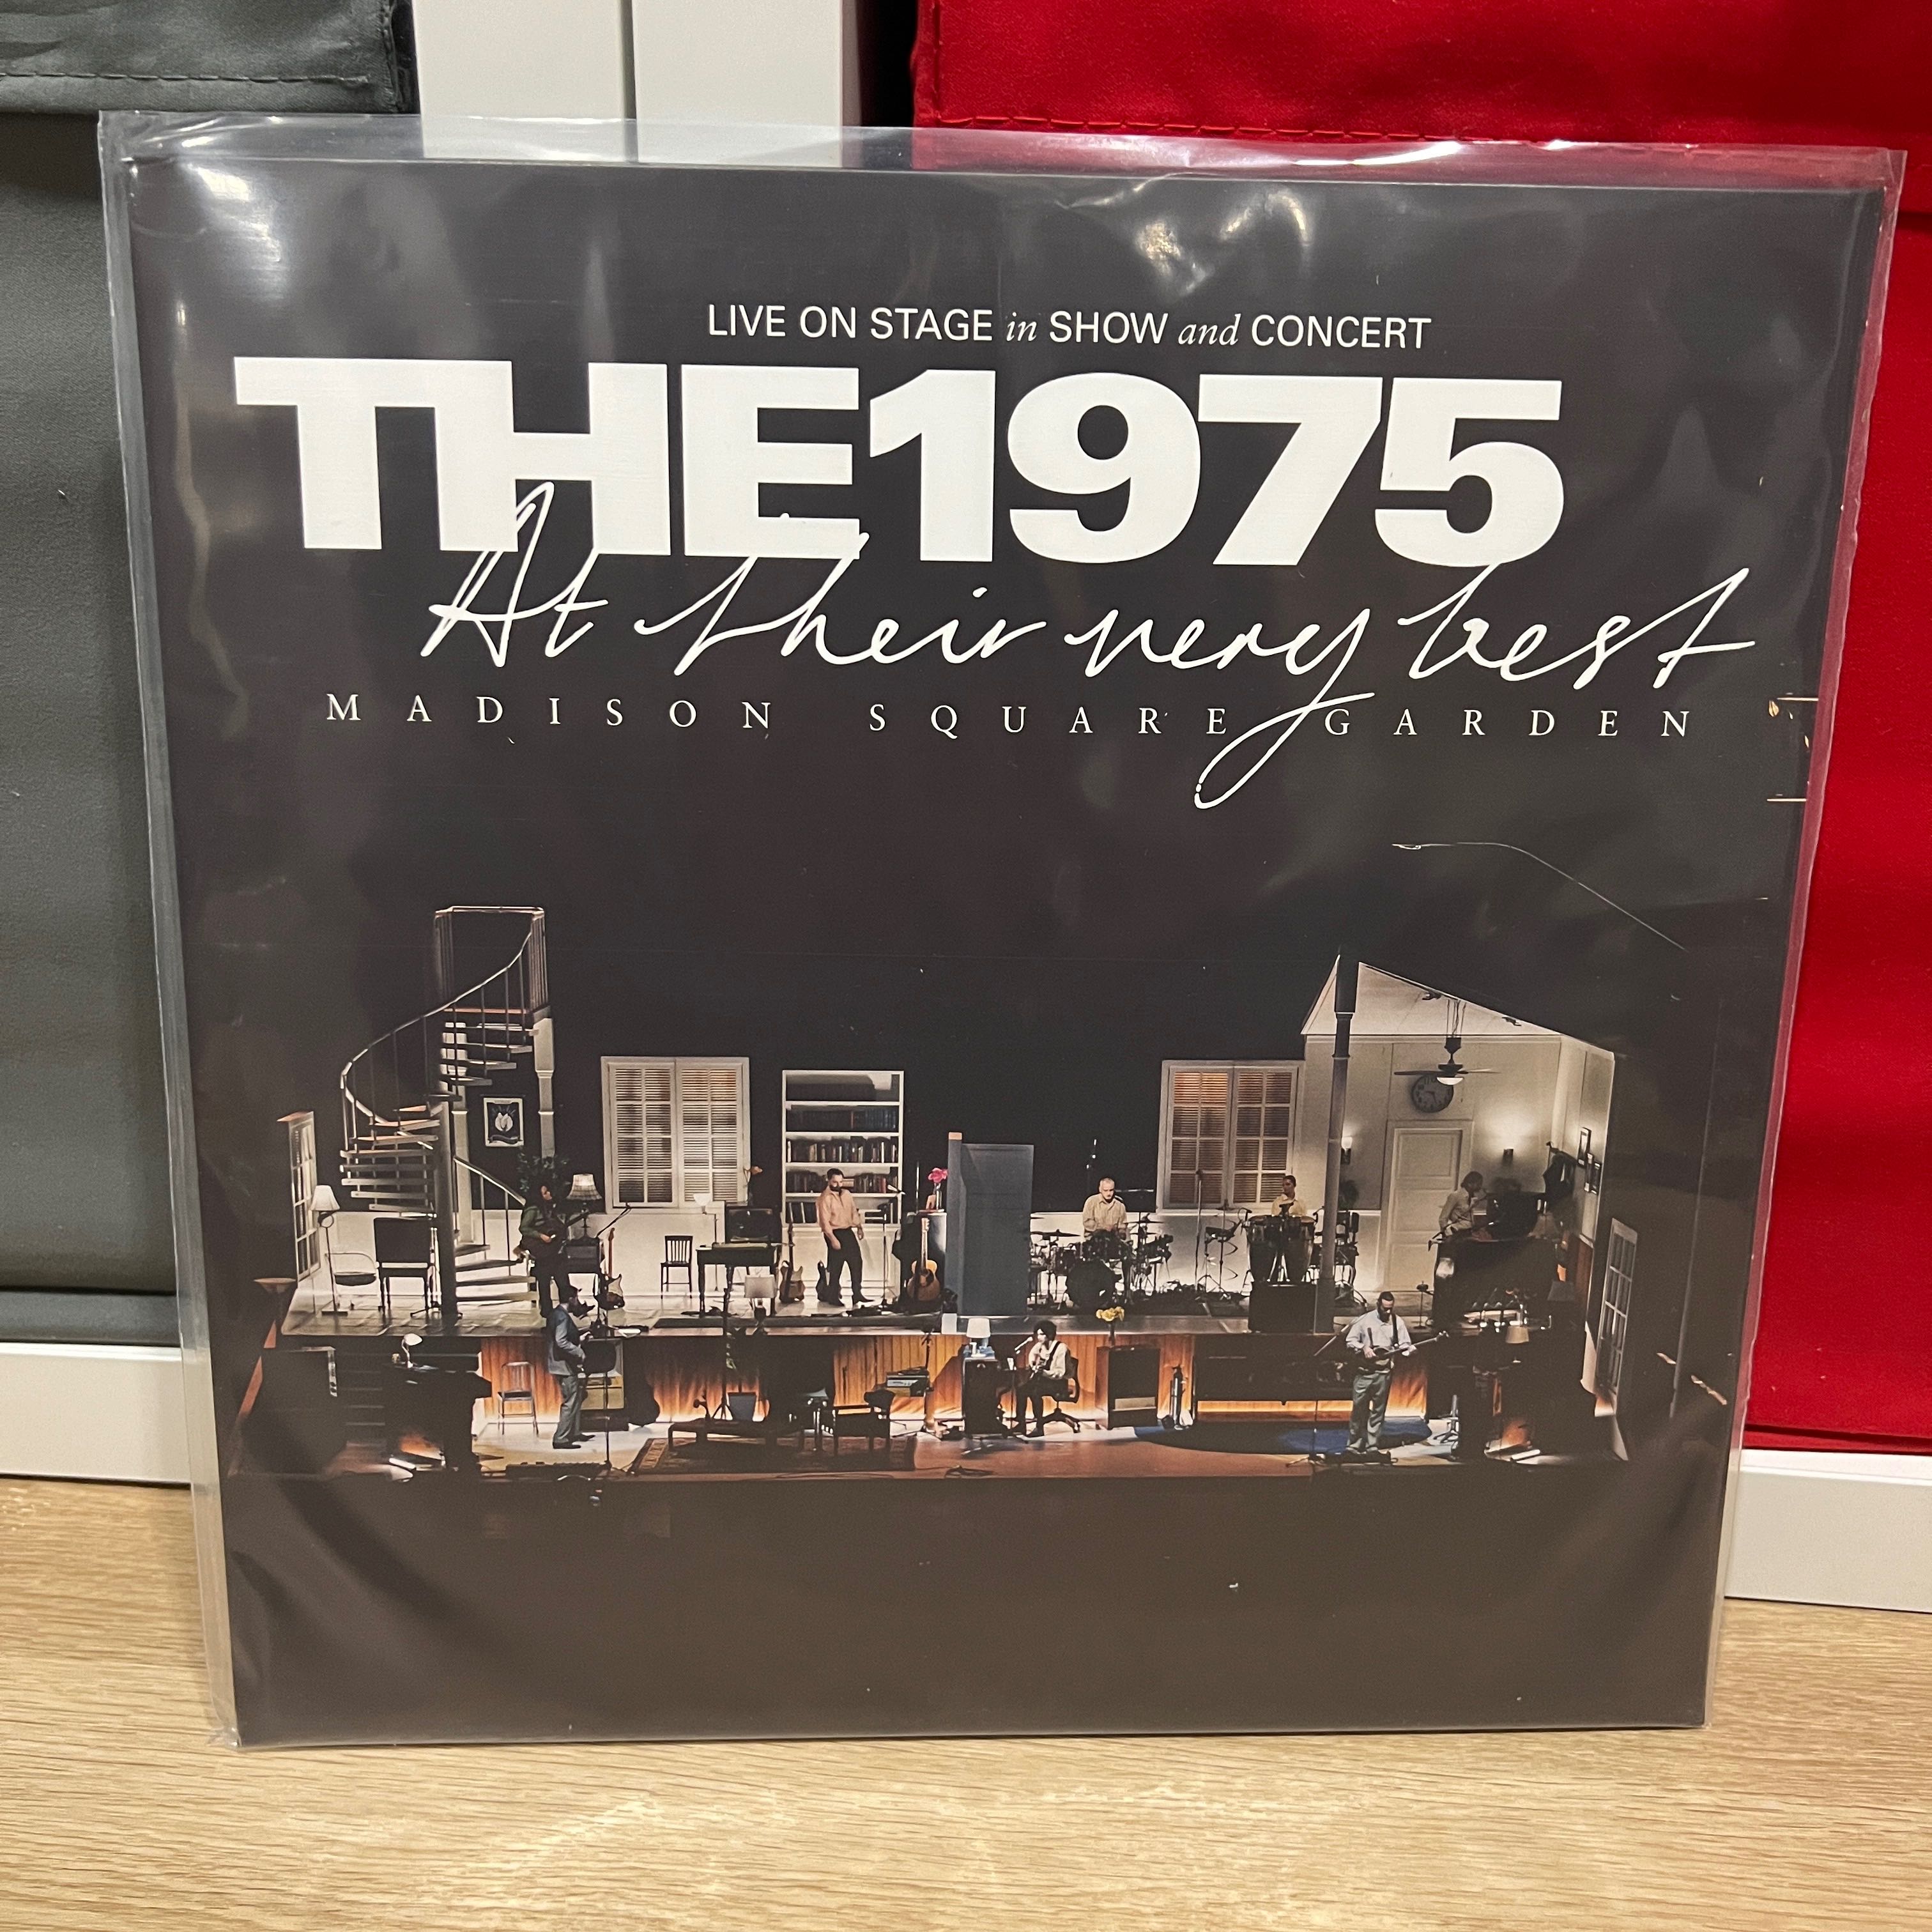 LIVE ON STAGE in SHOW and CONCERT
THE 1975
At their very best
MADISON SQUARE GARDEN